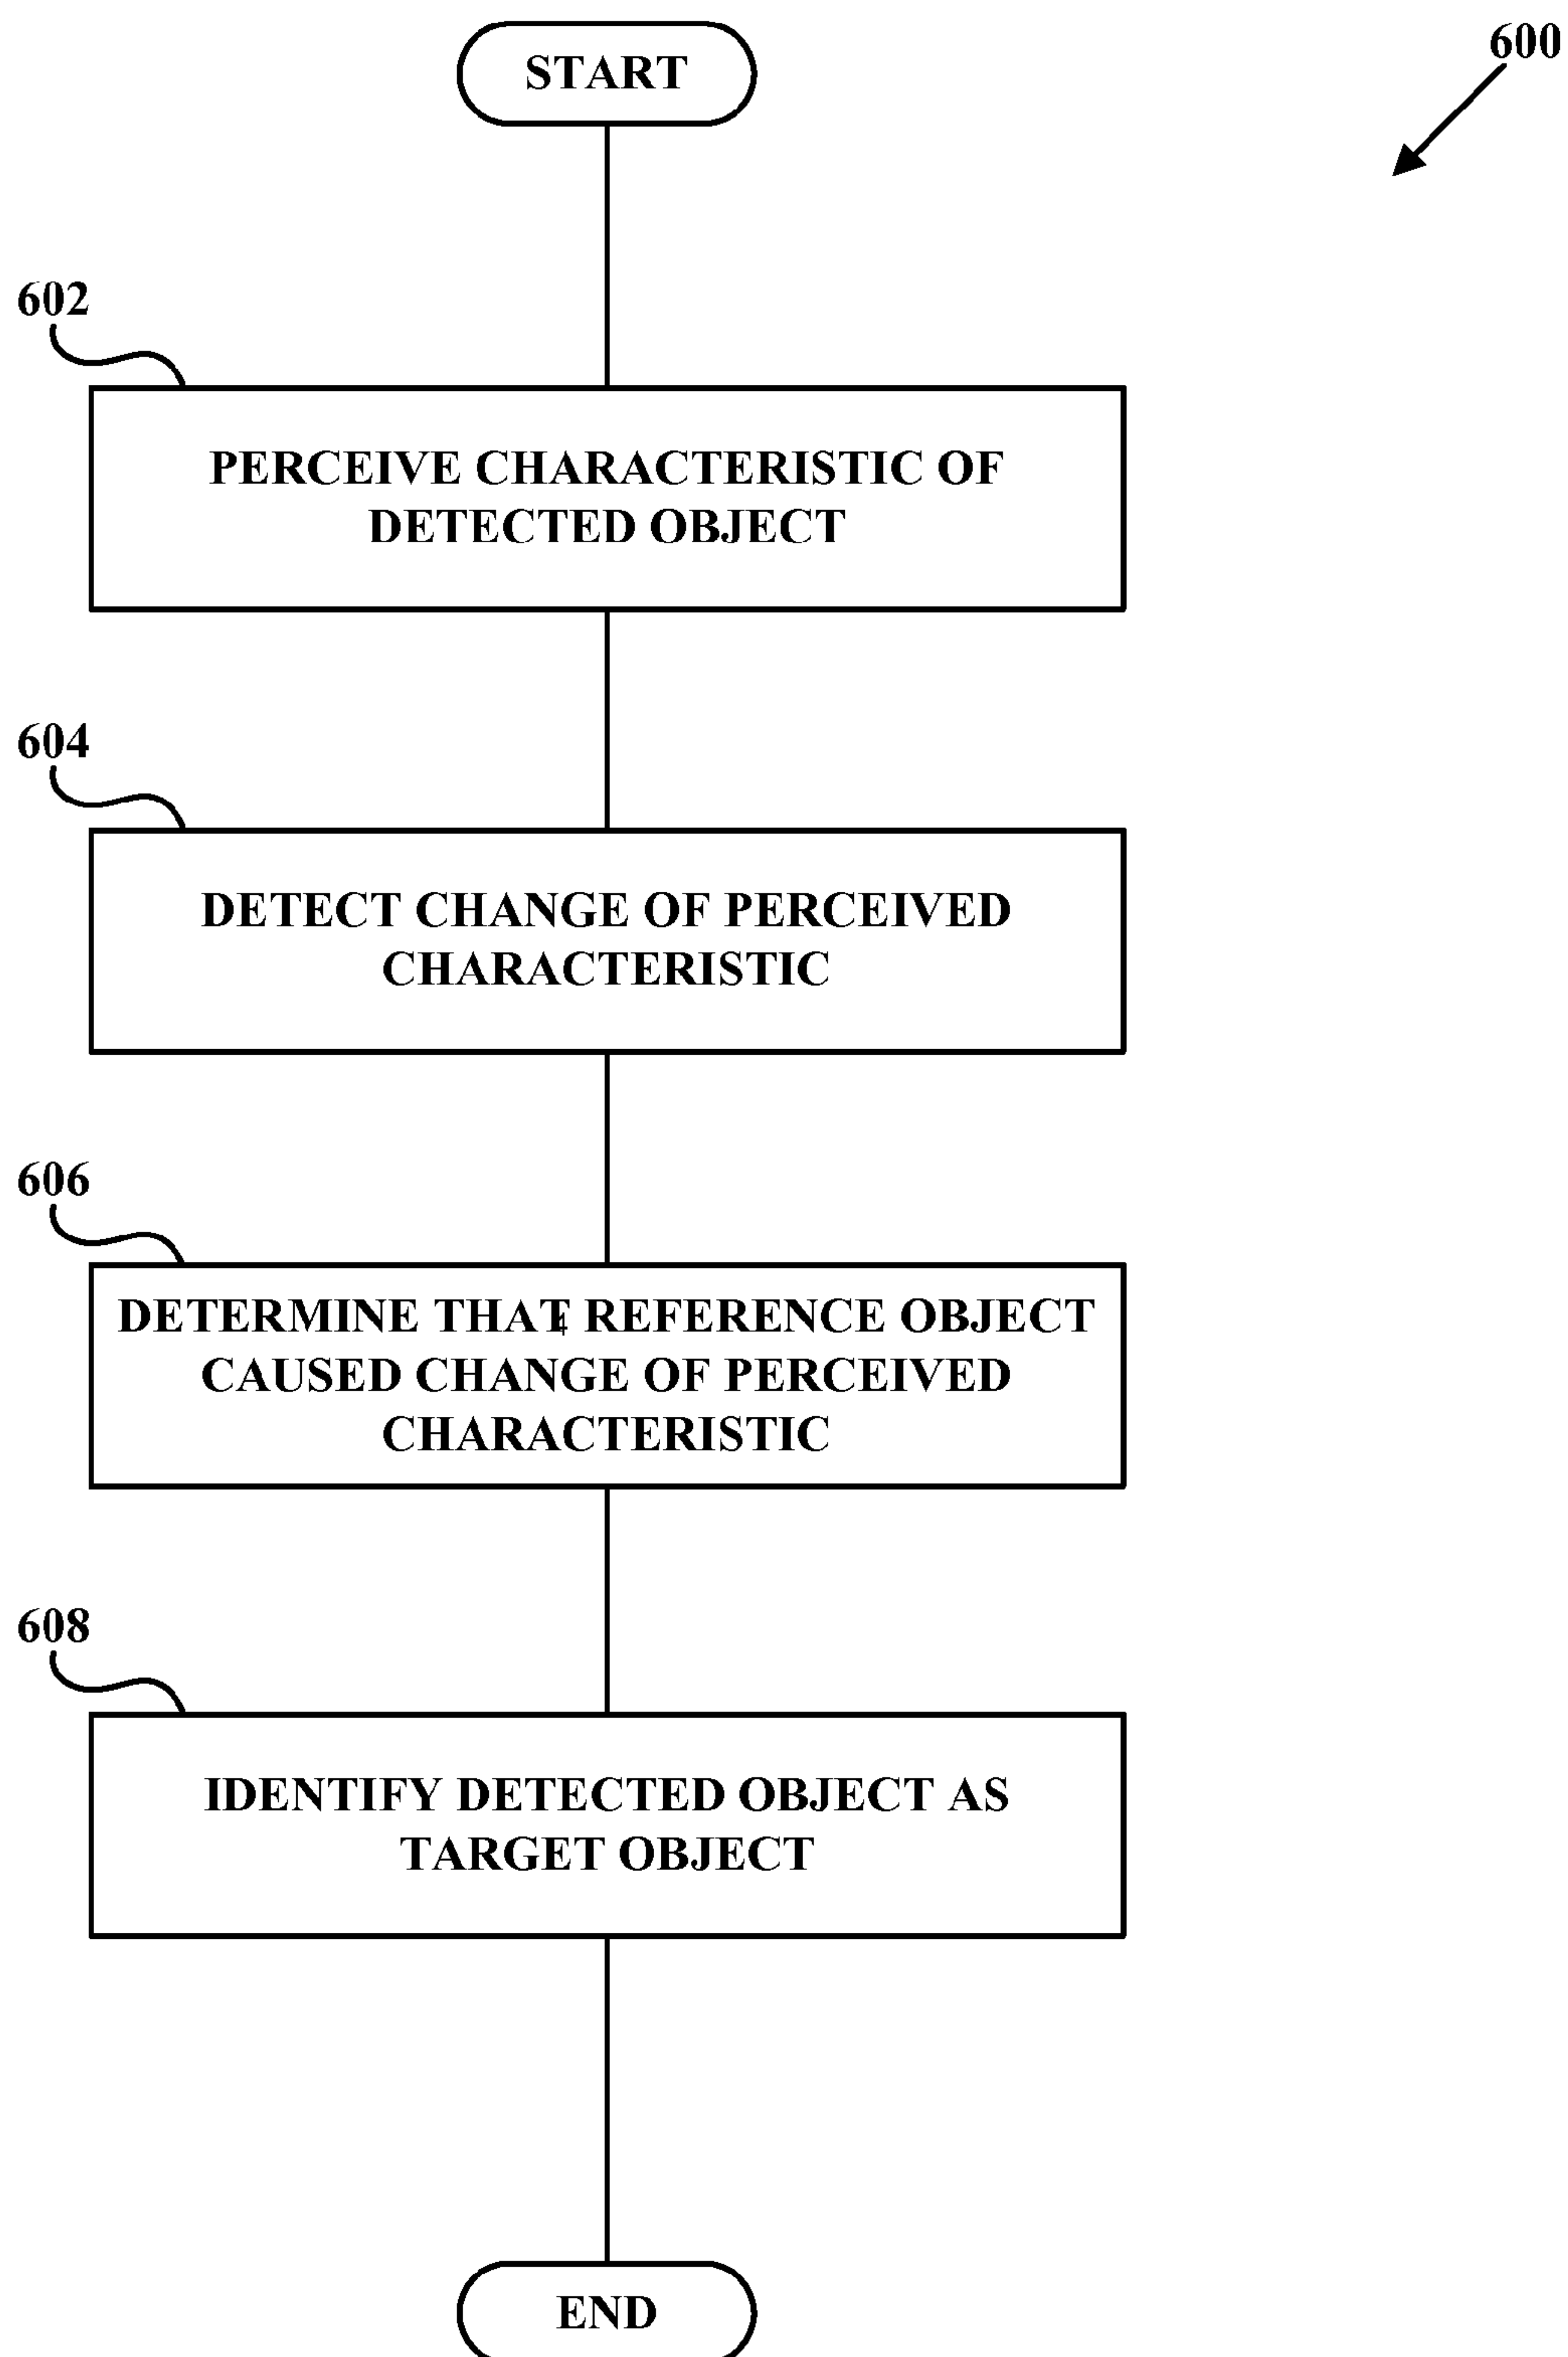 START
600
602
PERCEIVE CHARACTERISTIC OF
DETECTED OBJECT
604
DETECT CHANGE OF PERCEIVED
CHARACTERISTIC
606
DETERMINE THAT REFERENCE OBJECT
CAUSED CHANGE OF PERCEIVED
CHARACTERISTIC
608
IDENTIFY DETECTED OBJECT AS
TARGET OBJECT
END